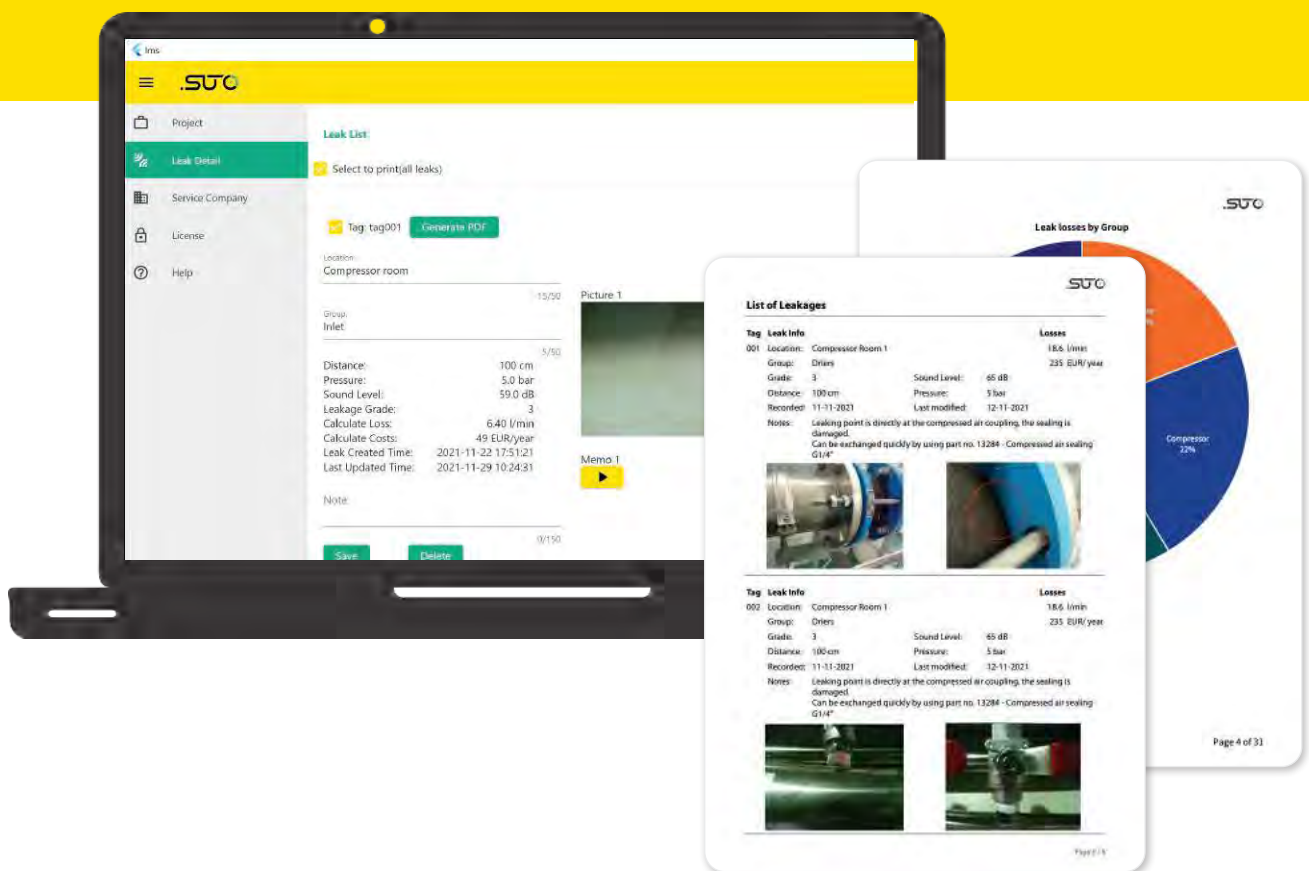 lms
.SUTO
Project
Leak Detail
Service Company
License
Help
Leak List
Select to print(all leaks)
Tag: tag001 Generate PDF
Location
Compressor room
15/50
Group
Inlet
5/50
Distance: 100 cm
Pressure: 5.0 bar
Sound Level: 59.0 dB
Leakage Grade: 3
Calculate Loss: 6.40 l/min
Calculate Costs: 49 EUR/year
Leak Created Time: 2021-11-22 17:51:21
Last Updated Time: 2021-11-29 10:24:31
Note:
0/150
Save Delete
Picture 1
Memo 1
.SUTO
Leak losses by Group
Compressor
22%
Page 4 of 31
SUTO
List of Leakages
Tag Leak Info Losses
001 Location: Compressor Room 1 18.6 l/min
Group: Driers 235 EUR/year
Grade: 3 Sound Level: 65 dB
Distance: 100 cm Pressure: 5 bar
Recorded: 11-11-2021 Last modified: 12-11-2021
Notes: Leaking point is directly at the compressed air coupling, the sealing is
damaged.
Can be exchanged quickly by using part no. 13284 - Compressed air sealing
G1/4"
Tag Leak Info Losses
002 Location: Compressor Room 1 18.6 l/min
Group: Driers 235 EUR/year
Grade: 3 Sound Level: 65 dB
Distance: 100 cm Pressure: 5 bar
Recorded: 11-11-2021 Last modified: 12-11-2021
Notes: Leaking point is directly at the compressed air coupling, the sealing is
damaged.
Can be exchanged quickly by using part no. 13284 - Compressed air sealing
G1/4"